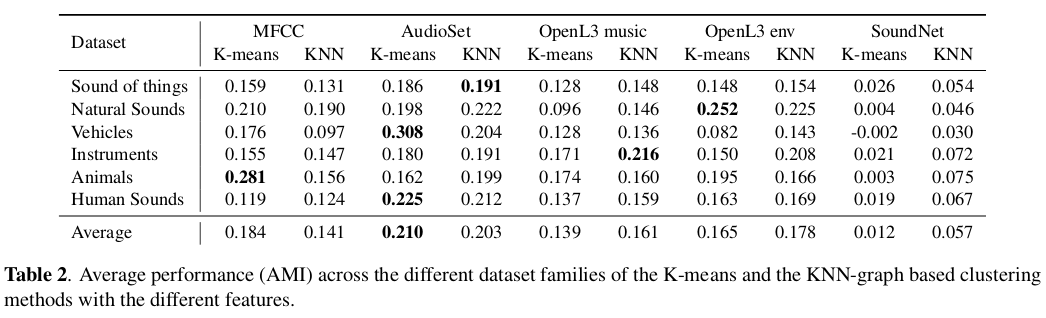 Dataset MFCC AudioSet OpenL3 music OpenL3 env SoundNet
K-means KNN K-means KNN K-means KNN K-means KNN K-means KNN
Sound of things 0.159 0.131 0.186 0.191 0.128 0.148 0.148 0.154 0.026 0.054
Natural Sounds 0.210 0.190 0.198 0.222 0.096 0.146 0.252 0.225 0.004 0.046
Vehicles 0.176 0.097 0.308 0.204 0.128 0.136 0.082 0.143 -0.002 0.030
Instruments 0.155 0.147 0.180 0.191 0.171 0.216 0.150 0.208 0.021 0.072
Animals 0.281 0.156 0.162 0.199 0.174 0.160 0.195 0.166 0.003 0.075
Human Sounds 0.119 0.124 0.225 0.212 0.137 0.159 0.163 0.169 0.019 0.067
Average 0.184 0.141 0.210 0.203 0.139 0.161 0.165 0.178 0.012 0.057
Table 2. Average performance (AMI) across the different dataset families of the K-means and the KNN-graph based clustering
methods with the different features.